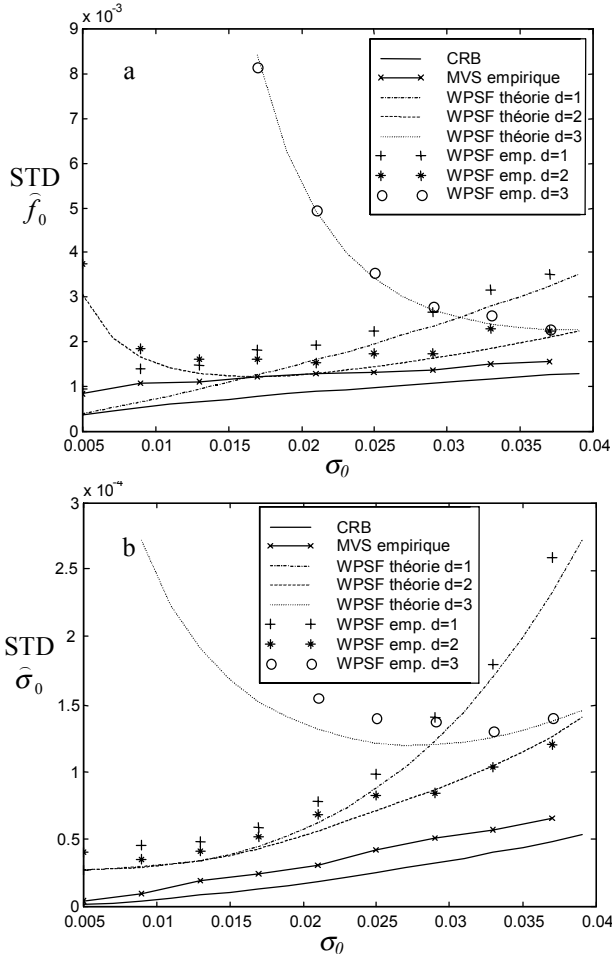 x 10⁻³
9
8
7
6
5
4
3
2
1
0
a
STD
f̂₀
CRB
MVS empirique
WPSF théorie d=1
WPSF théorie d=2
WPSF théorie d=3
WPSF emp. d=1
WPSF emp. d=2
WPSF emp. d=3
0.005 0.01 0.015 0.02 0.025 0.03 0.035 0.04
σ₀
x 10⁻⁴
3
2.5
2
1.5
1
0.5
0
b
STD
σ̂₀
CRB
MVS empirique
WPSF théorie d=1
WPSF théorie d=2
WPSF théorie d=3
WPSF emp. d=1
WPSF emp. d=2
WPSF emp. d=3
0.005 0.01 0.015 0.02 0.025 0.03 0.035 0.04
σ₀